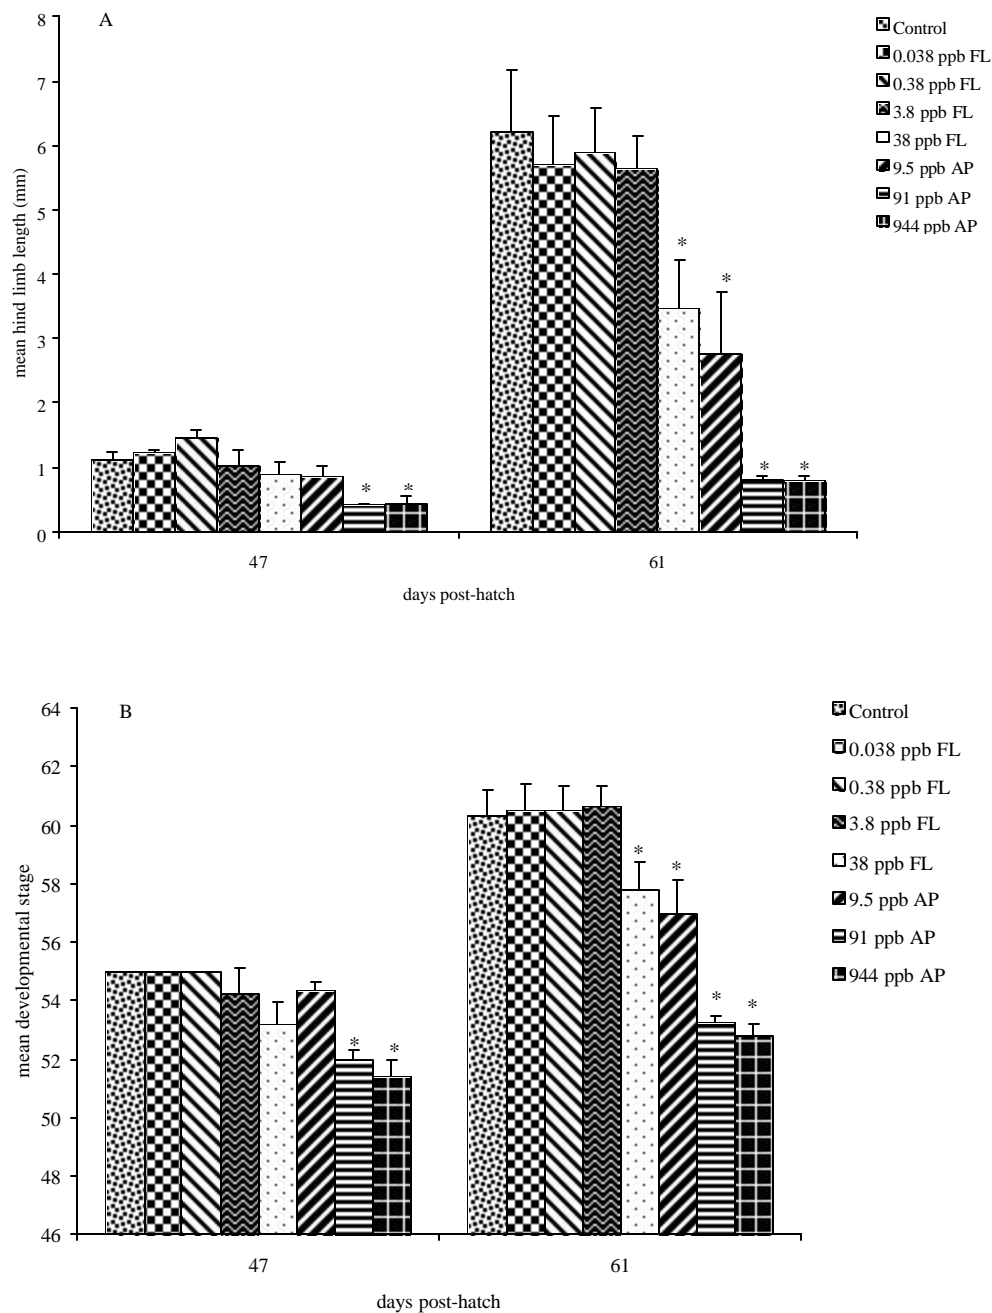 A
8
7
6
5
4
3
2
1
0
mean hind limb length (mm)
* * * *
* *
47 61
days post-hatch
Control
0.038 ppb FL
0.38 ppb FL
3.8 ppb FL
38 ppb FL
9.5 ppb AP
91 ppb AP
944 ppb AP
B
64
62
60
58
56
54
52
50
48
46
mean developmental stage
* * * *
* *
47 61
days post-hatch
Control
0.038 ppb FL
0.38 ppb FL
3.8 ppb FL
38 ppb FL
9.5 ppb AP
91 ppb AP
944 ppb AP